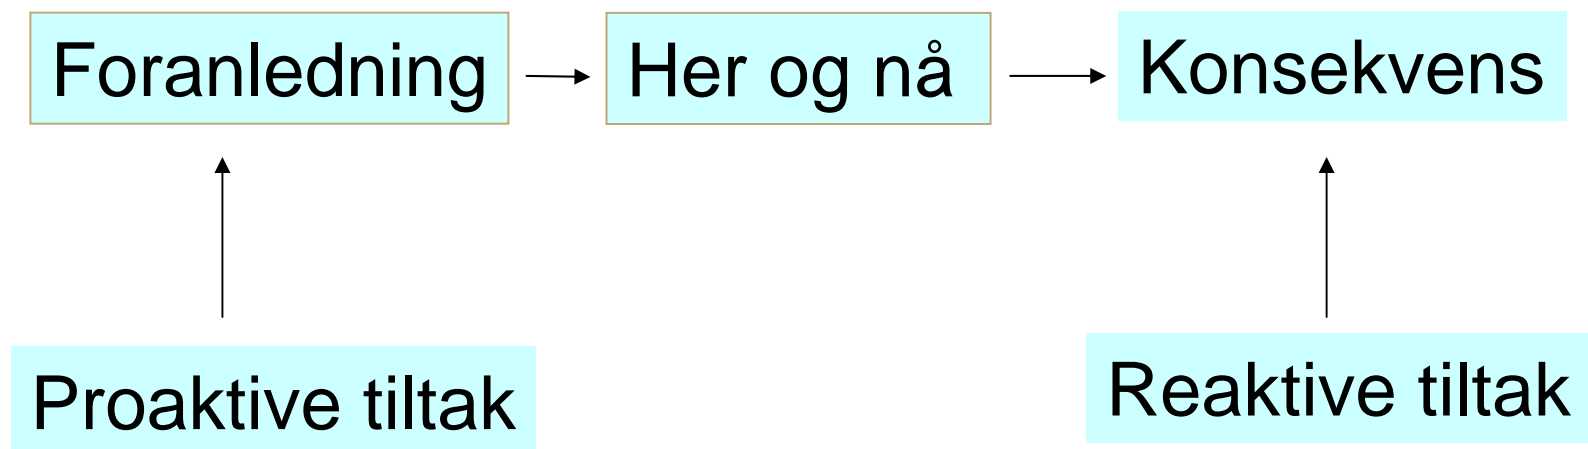 Foranledning
Her og nå
Konsekvens
Proaktive tiltak
Reaktive tiltak